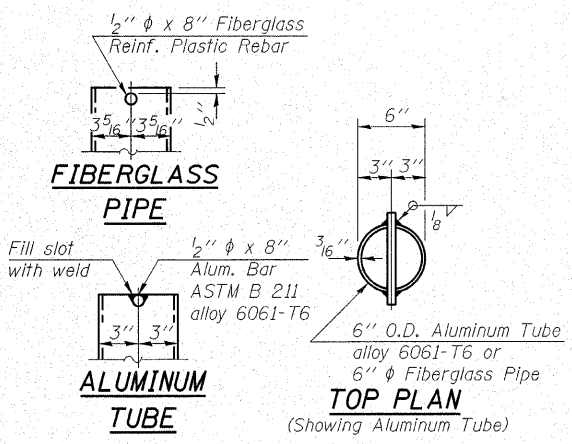 1/2" φ x 8" Fiberglass
Reinf. Plastic Rebar
3 5/16" 3 5/16"
1/2"
FIBERGLASS
PIPE
6"
3" 3"
1/8
3/16"
Fill slot
with weld
1/2" φ x 8"
Alum. Bar
ASTM B 211
alloy 6061-T6
3" 3"
ALUMINUM
TUBE
6" O.D. Aluminum Tube
alloy 6061-T6 or
6" φ Fiberglass Pipe
TOP PLAN
(Showing Aluminum Tube)